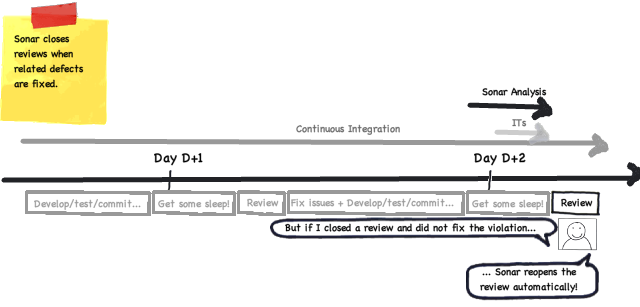 Sonar closes
reviews when
related defects
are fixed.
Sonar Analysis
ITs
Continuous Integration
Day D+1
Day D+2
Develop/test/commit...
Get some sleep!
Review
Fix issues + Develop/test/commit...
Get some sleep!
Review
But if I closed a review and did not fix the violation...
... Sonar reopens the
review automatically!